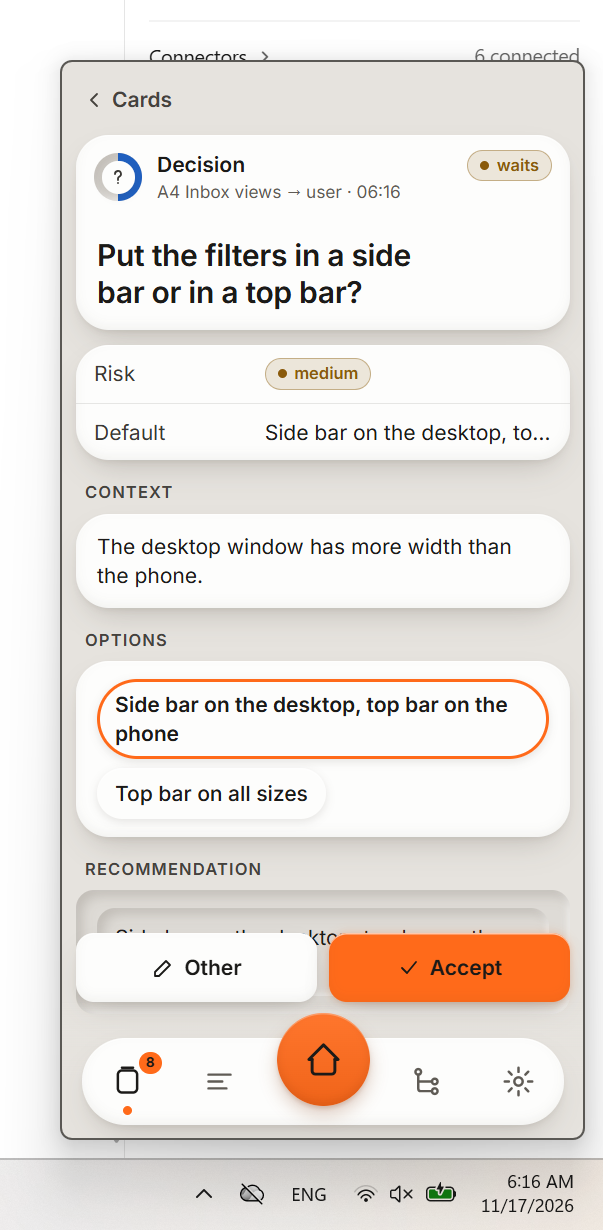 Connectors
6 connected
Cards
?
Decision
waits
A4 Inbox views → user · 06:16
Put the filters in a side
bar or in a top bar?
Risk
medium
Default
Side bar on the desktop, to...
CONTEXT
The desktop window has more width than
the phone.
OPTIONS
Side bar on the desktop, top bar on the
phone
Top bar on all sizes
RECOMMENDATION
Other
Accept
8
ENG
6:16 AM
11/17/2026